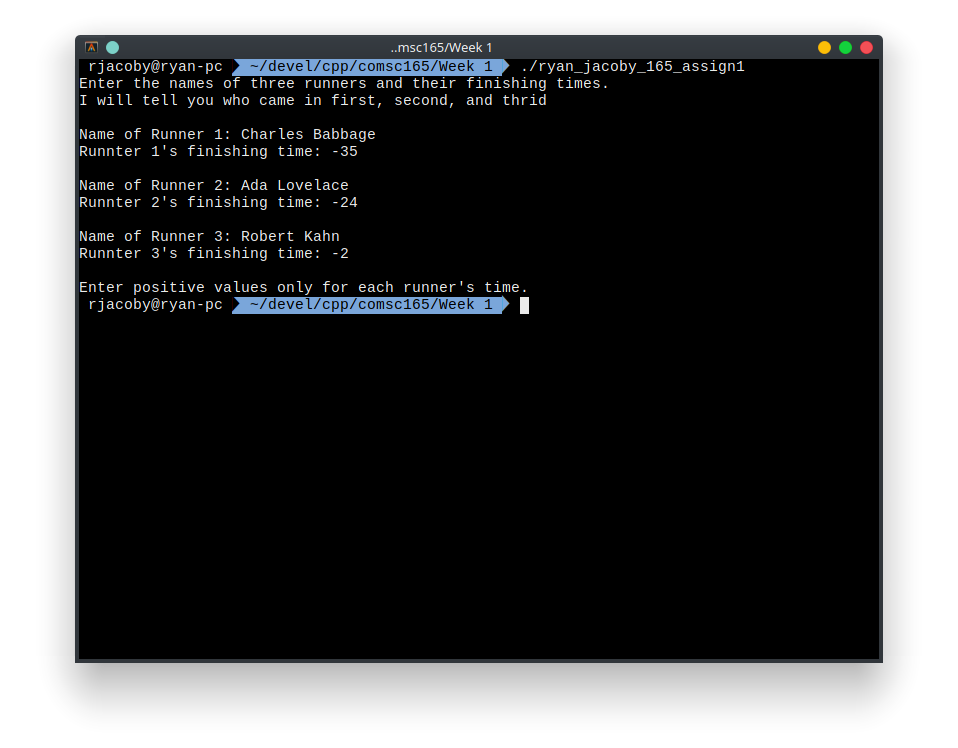 ..msc165/Week 1
rjacoby@ryan-pc ~/devel/cpp/comsc165/Week 1 ./ryan_jacoby_165_assign1
Enter the names of three runners and their finishing times.
I will tell you who came in first, second, and thrid
Name of Runner 1: Charles Babbage
Runnter 1's finishing time: -35
Name of Runner 2: Ada Lovelace
Runnter 2's finishing time: -24
Name of Runner 3: Robert Kahn
Runnter 3's finishing time: -2
Enter positive values only for each runner's time.
rjacoby@ryan-pc ~/devel/cpp/comsc165/Week 1